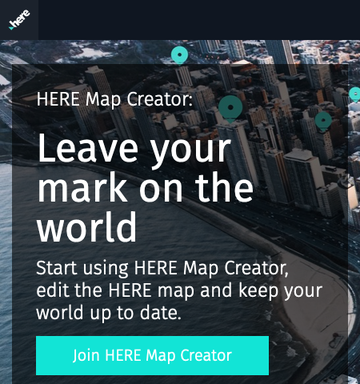 here
HERE Map Creator:
Leave your
mark on the
world
Start using HERE Map Creator,
edit the HERE map and keep your
world up to date.
Join HERE Map Creator